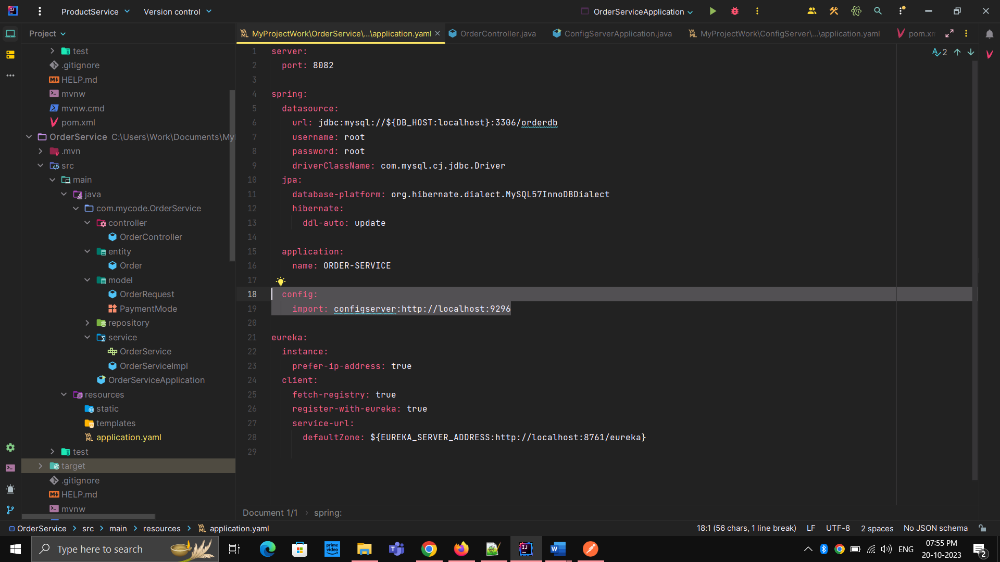 ProductService
Version control
OrderServiceApplication
Project
MyProjectWork\OrderService\...\application.yaml
OrderController.java
ConfigServerApplication.java
MyProjectWork\ConfigServer\...\application.yaml
pom.xm
test
.gitignore
HELP.md
mvnw
mvnw.cmd
pom.xml
OrderService C:\Users\Work\Documents\My
.mvn
src
main
java
com.mycode.OrderService
controller
OrderController
entity
Order
model
OrderRequest
PaymentMode
repository
service
OrderService
OrderServiceImpl
OrderServiceApplication
resources
static
templates
application.yaml
test
target
.gitignore
HELP.md
mvnw
2
1 server:
2 port: 8082
3
4 spring:
5 datasource:
6 url: jdbc:mysql://${DB_HOST:localhost}:3306/orderdb
7 username: root
8 password: root
9 driverClassName: com.mysql.cj.jdbc.Driver
10 jpa:
11 database-platform: org.hibernate.dialect.MySQL57InnoDBDialect
12 hibernate:
13 ddl-auto: update
14
15 application:
16 name: ORDER-SERVICE
17
18 config:
19 import: configserver:http://localhost:9296
20
21 eureka:
22 instance:
23 prefer-ip-address: true
24 client:
25 fetch-registry: true
26 register-with-eureka: true
27 service-url:
28 defaultZone: ${EUREKA_SERVER_ADDRESS:http://localhost:8761/eureka}
29
Document 1/1 › spring:
OrderService › src › main › resources › application.yaml
18:1 (56 chars, 1 line break) LF UTF-8 2 spaces No JSON schema
Type here to search
prime video
ENG
07:55 PM
20-10-2023
2